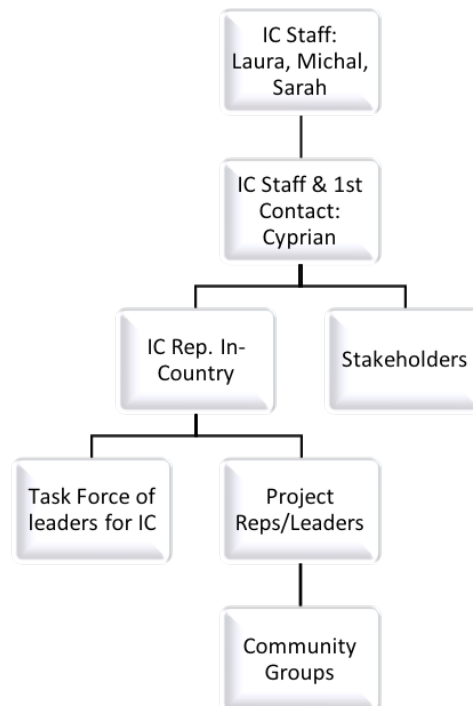 IC Staff:
Laura, Michal,
Sarah
IC Staff & 1st
Contact:
Cyprian
IC Rep. In-
Country
Stakeholders
Task Force of
leaders for IC
Project
Reps/Leaders
Community
Groups